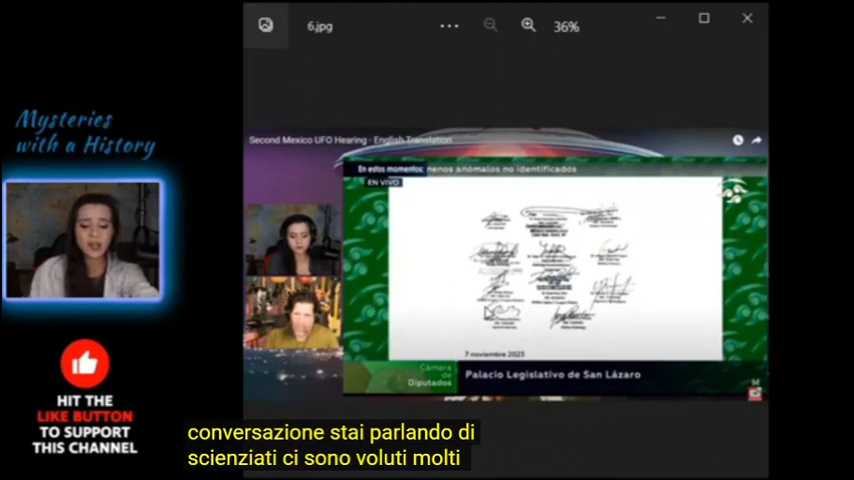 6.jpg
36%
Mysteries
with a History
Second Mexico UFO Hearing - English Translation
En estos momentos: nenos anómalos no identificados
EN VIVO
7 noviembre 2023
Cámara
de
Diputados
Palacio Legislativo de San Lázaro
HIT THE
LIKE BUTTON
TO SUPPORT
THIS CHANNEL
conversazione stai parlando di
scienziati ci sono voluti molti